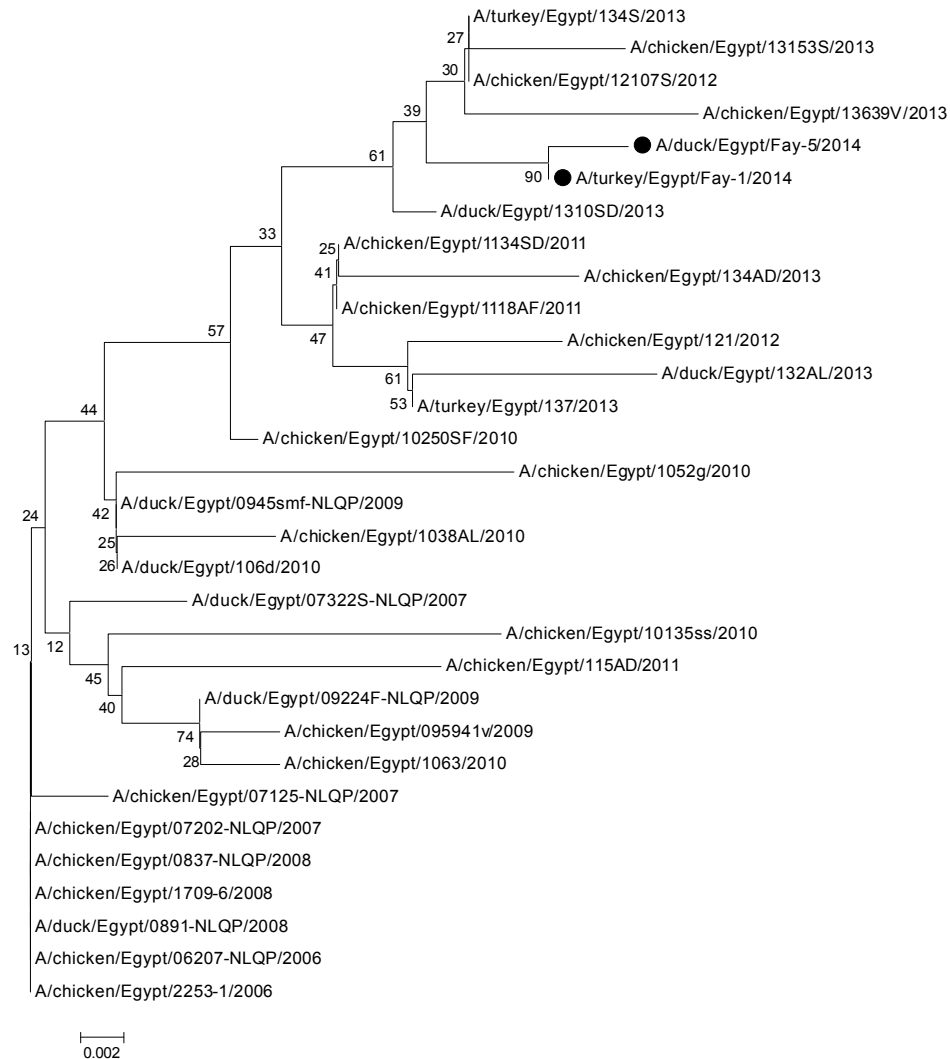 A/turkey/Egypt/134S/2013
27
A/chicken/Egypt/13153S/2013
30
A/chicken/Egypt/12107S/2012
39
A/chicken/Egypt/13639V/2013
A/duck/Egypt/Fay-5/2014
61
90
A/turkey/Egypt/Fay-1/2014
A/duck/Egypt/1310SD/2013
33
A/chicken/Egypt/1134SD/2011
25
41
A/chicken/Egypt/134AD/2013
A/chicken/Egypt/1118AF/2011
57
47
A/chicken/Egypt/121/2012
61
A/duck/Egypt/132AL/2013
53
A/turkey/Egypt/137/2013
44
A/chicken/Egypt/10250SF/2010
A/chicken/Egypt/1052g/2010
A/duck/Egypt/0945smf-NLQP/2009
24
42
A/chicken/Egypt/1038AL/2010
25
26
A/duck/Egypt/106d/2010
A/duck/Egypt/07322S-NLQP/2007
A/chicken/Egypt/10135ss/2010
13
12
A/chicken/Egypt/115AD/2011
45
40
A/duck/Egypt/09224F-NLQP/2009
A/chicken/Egypt/095941v/2009
74
28
A/chicken/Egypt/1063/2010
A/chicken/Egypt/07125-NLQP/2007
A/chicken/Egypt/07202-NLQP/2007
A/chicken/Egypt/0837-NLQP/2008
A/chicken/Egypt/1709-6/2008
A/duck/Egypt/0891-NLQP/2008
A/chicken/Egypt/06207-NLQP/2006
A/chicken/Egypt/2253-1/2006
0.002